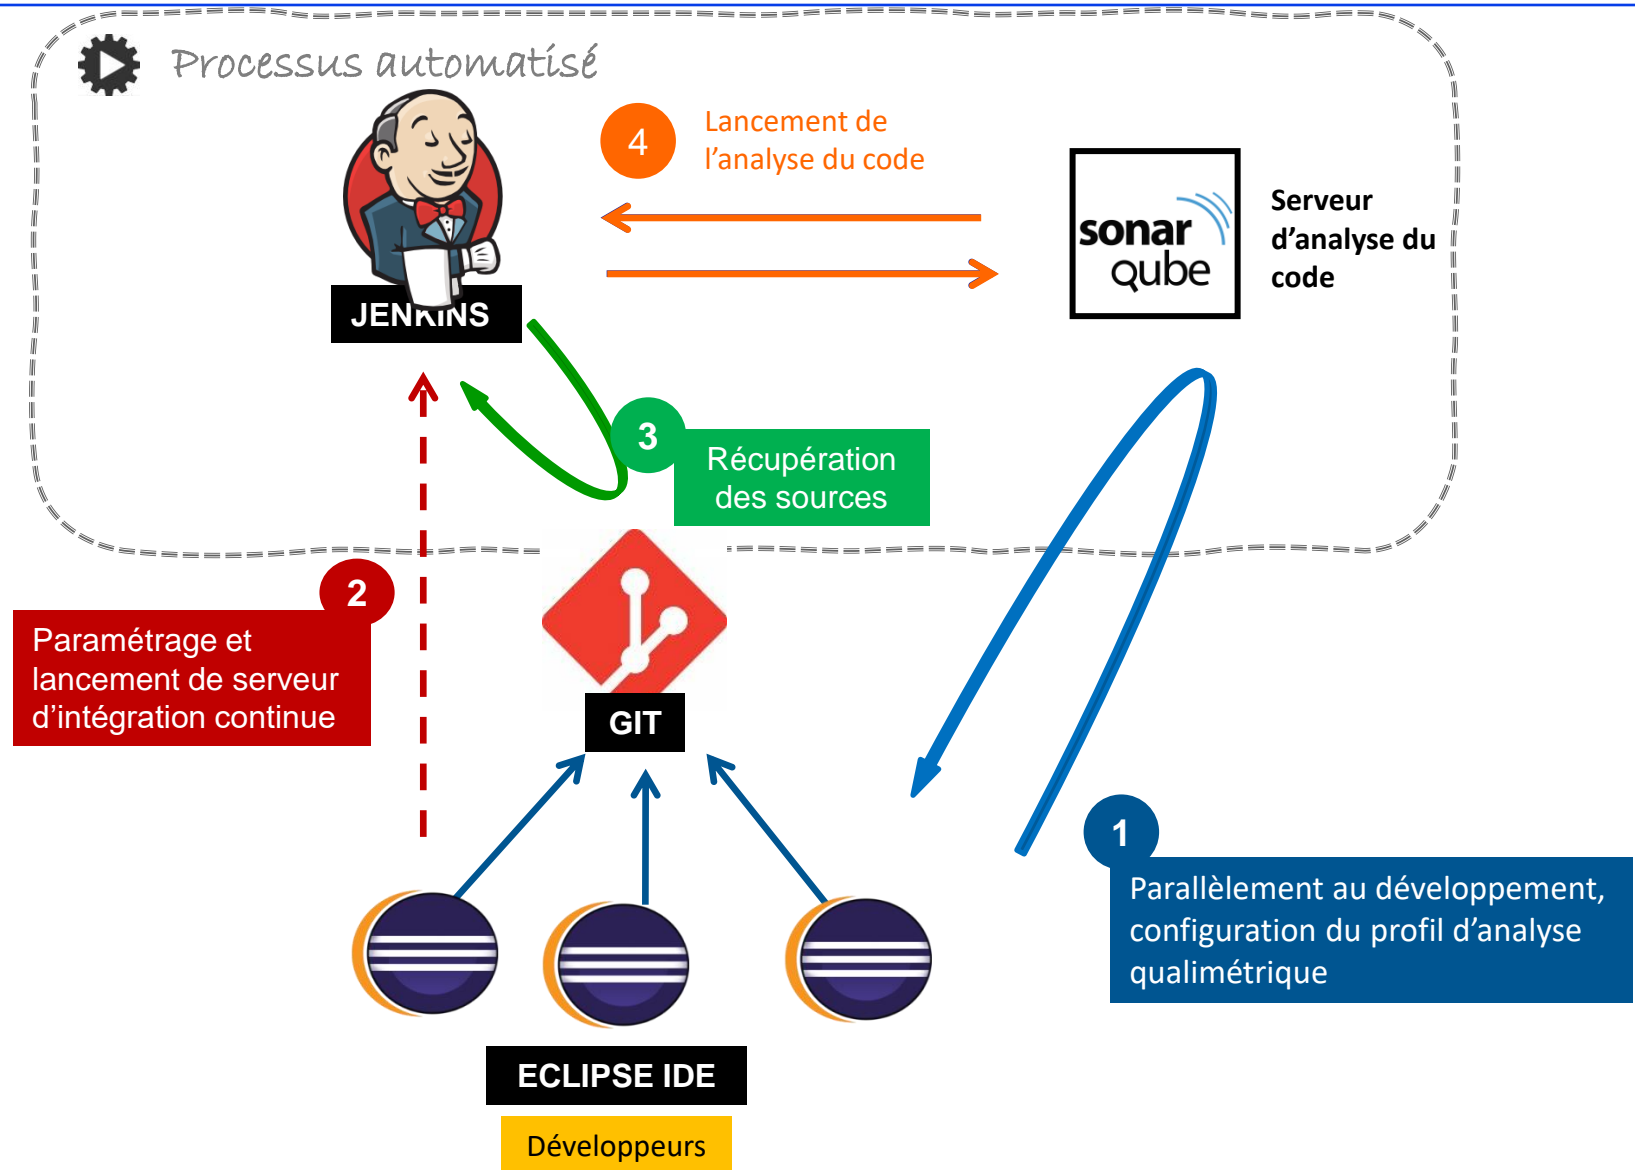 Processus automatisé
4
Lancement de
l’analyse du code
sonar
qube
Serveur
d’analyse du
code
JENKINS
3
Récupération
des sources
2
Paramétrage et
lancement de serveur
d’intégration continue
GIT
1
Parallèlement au développement,
configuration du profil d’analyse
qualimétrique
ECLIPSE IDE
Développeurs